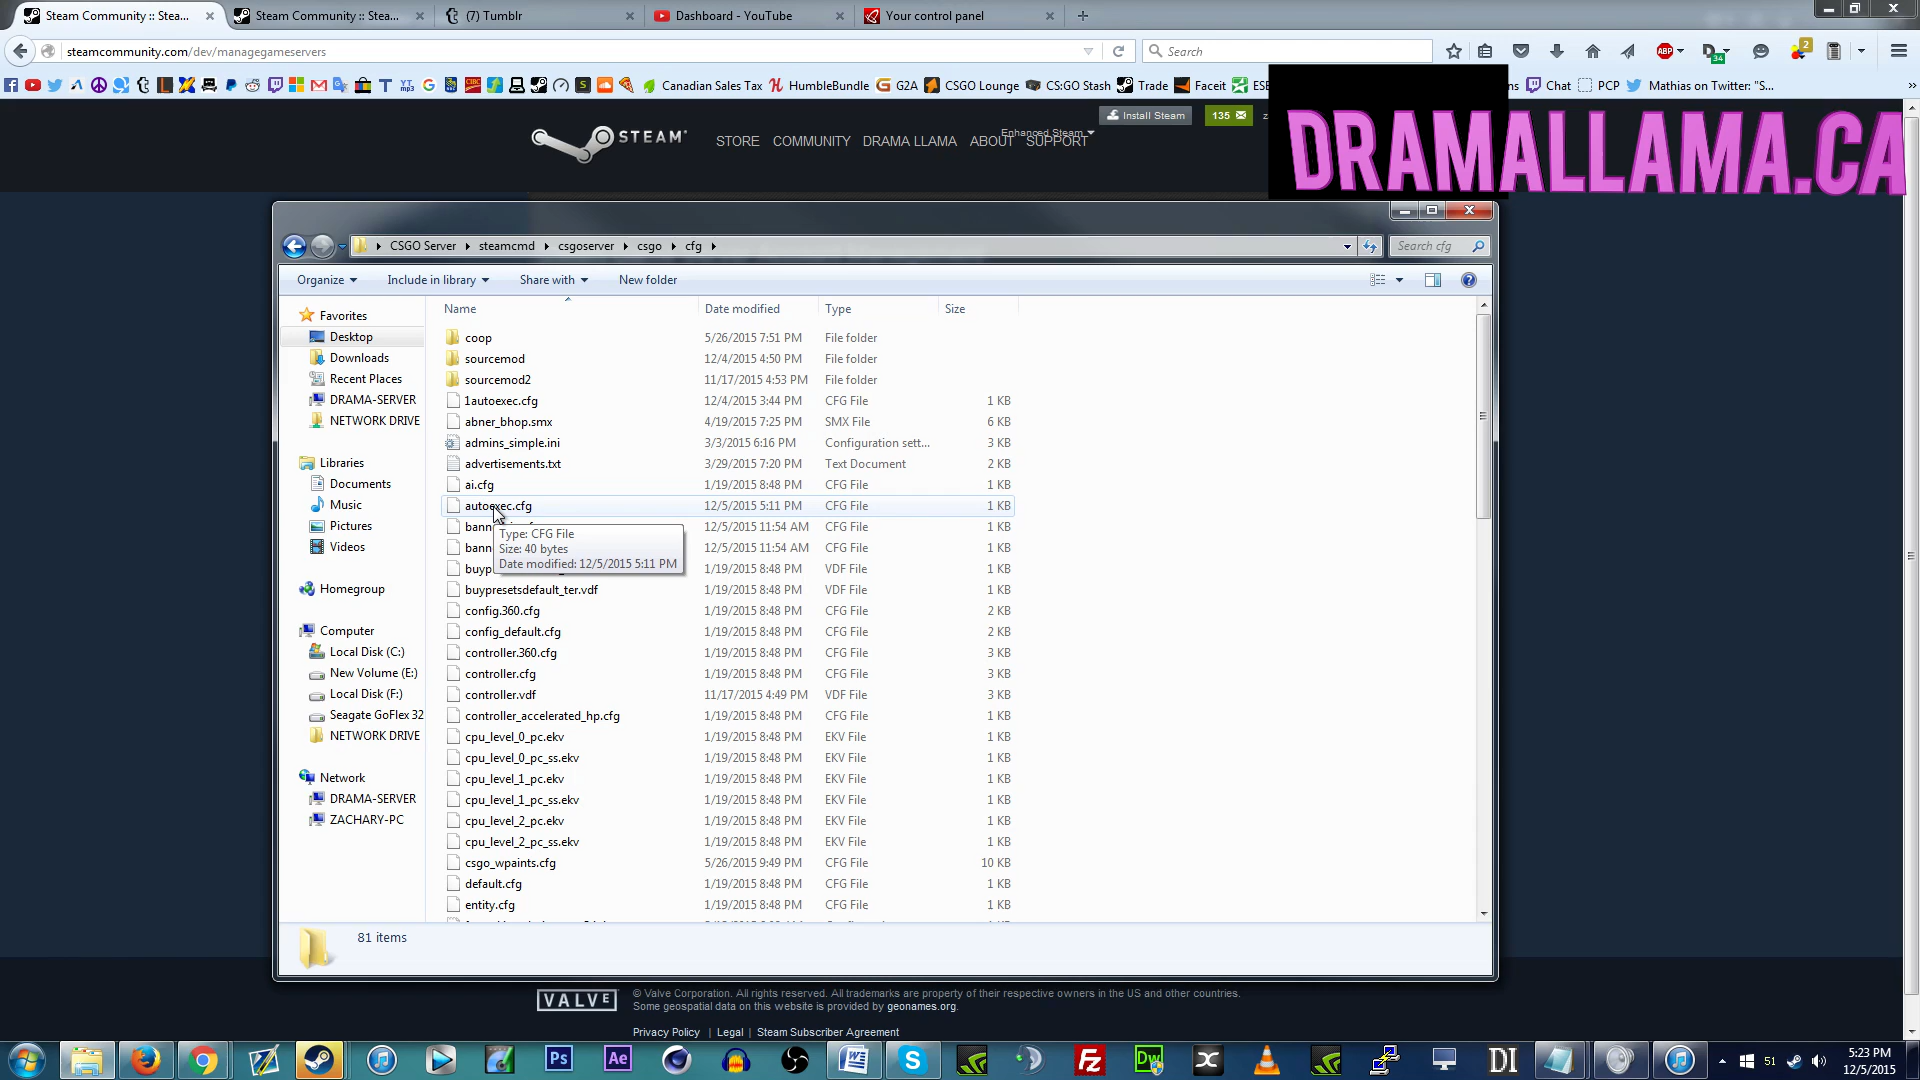 Steam Community :: Stea...
Steam Community :: Stea...
(7) Tumblr
Dashboard - YouTube
Your control panel
steamcommunity.com/dev/managegameservers
Search
ABP
2
34
Canadian Sales Tax
HumbleBundle
G2A
CSGO Lounge
CS:GO Stash
Trade
Faceit
Chat
PCP
Mathias on Twitter: "S...
Install Steam
135
STEAM
STORE
COMMUNITY
DRAMA LLAMA
ABOUT
SUPPORT
Enhanced Steam
DRAMALLAMA.CA
CSGO Server
steamcmd
csgoserver
csgo
cfg
Search cfg
Organize
Include in library
Share with
New folder
Favorites
Desktop
Downloads
Recent Places
DRAMA-SERVER
NETWORK DRIVE
Libraries
Documents
Music
Pictures
Videos
Homegroup
Computer
Local Disk (C:)
New Volume (E:)
Local Disk (F:)
Seagate GoFlex 32
NETWORK DRIVE
Network
DRAMA-SERVER
ZACHARY-PC
Name Date modified Type Size
coop 5/26/2015 7:51 PM File folder
sourcemod 12/4/2015 4:50 PM File folder
sourcemod2 11/17/2015 4:53 PM File folder
1autoexec.cfg 12/4/2015 3:44 PM CFG File 1 KB
abner_bhop.smx 4/19/2015 7:25 PM SMX File 6 KB
admins_simple.ini 3/3/2015 6:16 PM Configuration sett... 3 KB
advertisements.txt 3/29/2015 7:20 PM Text Document 2 KB
ai.cfg 1/19/2015 8:48 PM CFG File 1 KB
autoexec.cfg 12/5/2015 5:11 PM CFG File 1 KB
bann 12/5/2015 11:54 AM CFG File 1 KB
bann 12/5/2015 11:54 AM CFG File 1 KB
buyp 1/19/2015 8:48 PM VDF File 1 KB
Type: CFG File
Size: 40 bytes
Date modified: 12/5/2015 5:11 PM
buypresetsdefault_ter.vdf 1/19/2015 8:48 PM VDF File 1 KB
config.360.cfg 1/19/2015 8:48 PM CFG File 2 KB
config_default.cfg 1/19/2015 8:48 PM CFG File 2 KB
controller.360.cfg 1/19/2015 8:48 PM CFG File 3 KB
controller.cfg 1/19/2015 8:48 PM CFG File 3 KB
controller.vdf 11/17/2015 4:49 PM VDF File 3 KB
controller_accelerated_hp.cfg 1/19/2015 8:48 PM CFG File 1 KB
cpu_level_0_pc.ekv 1/19/2015 8:48 PM EKV File 1 KB
cpu_level_0_pc_ss.ekv 1/19/2015 8:48 PM EKV File 1 KB
cpu_level_1_pc.ekv 1/19/2015 8:48 PM EKV File 1 KB
cpu_level_1_pc_ss.ekv 1/19/2015 8:48 PM EKV File 1 KB
cpu_level_2_pc.ekv 1/19/2015 8:48 PM EKV File 1 KB
cpu_level_2_pc_ss.ekv 1/19/2015 8:48 PM EKV File 1 KB
csgo_wpaints.cfg 5/26/2015 9:49 PM CFG File 10 KB
default.cfg 1/19/2015 8:48 PM CFG File 1 KB
entity.cfg 1/19/2015 8:48 PM CFG File 1 KB
81 items
VALVE
© Valve Corporation. All rights reserved. All trademarks are property of their respective owners in the US and other countries.
Some geospatial data on this website is provided by geonames.org.
Privacy Policy | Legal | Steam Subscriber Agreement
Ps
Ae
Dw
DI
51
5:23 PM
12/5/2015